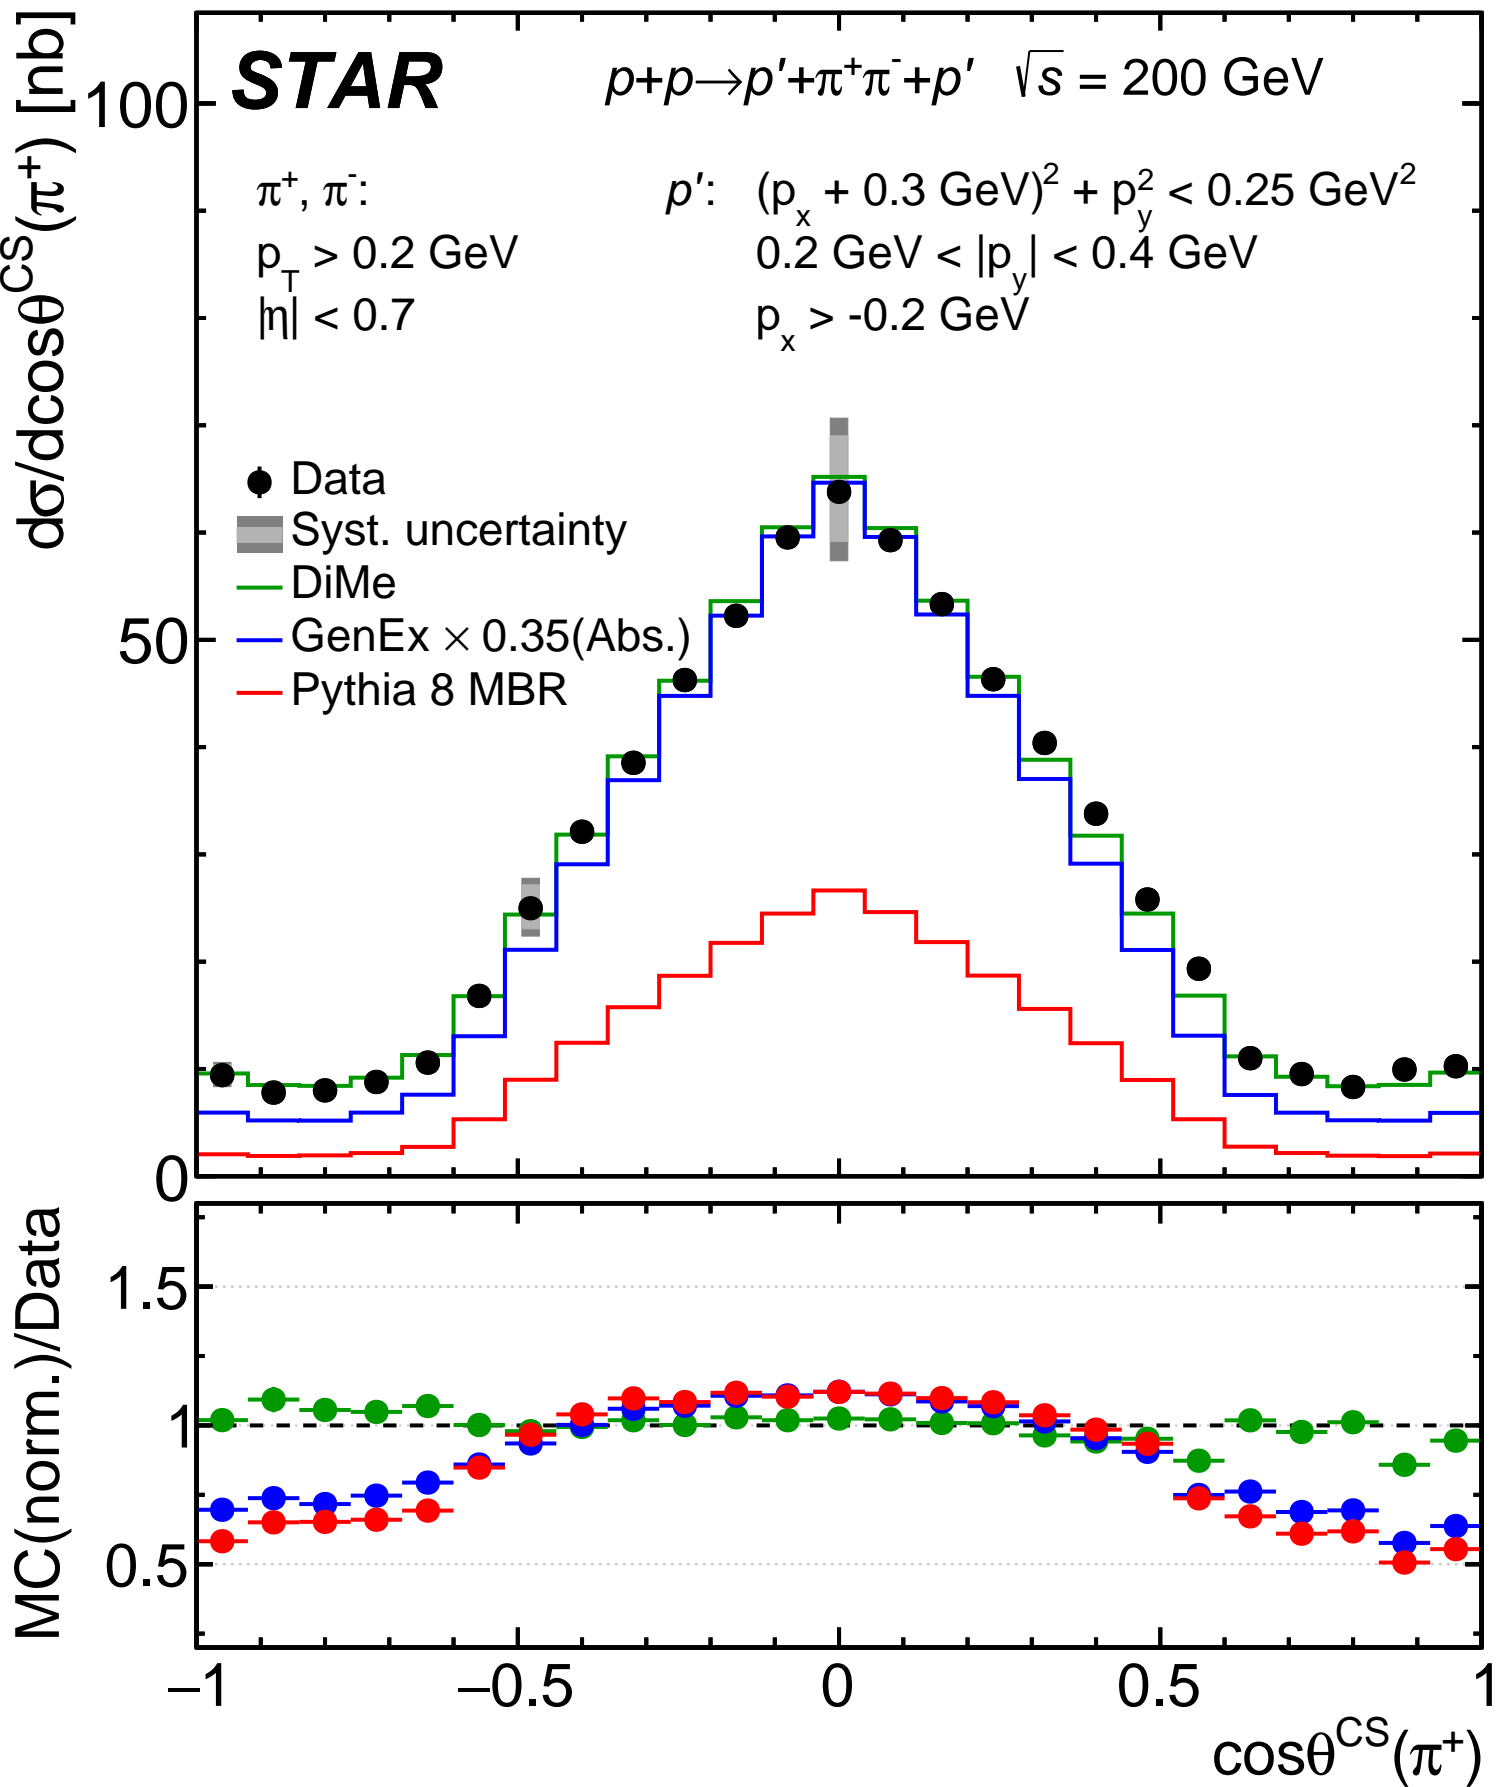 STAR p+p→p′+π⁺π⁻+p′ √s = 200 GeV
π⁺, π⁻: p′: (pₓ + 0.3 GeV)² + p_y² < 0.25 GeV²
p_T > 0.2 GeV 0.2 GeV < |p_y| < 0.4 GeV
|η| < 0.7 pₓ > -0.2 GeV
dσ/dcosθ^CS(π⁺) [nb]
100
50
0
Data
Syst. uncertainty
DiMe
GenEx × 0.35(Abs.)
Pythia 8 MBR
MC(norm.)/Data
1.5
1
0.5
−1 −0.5 0 0.5 1
cosθ^CS(π⁺)